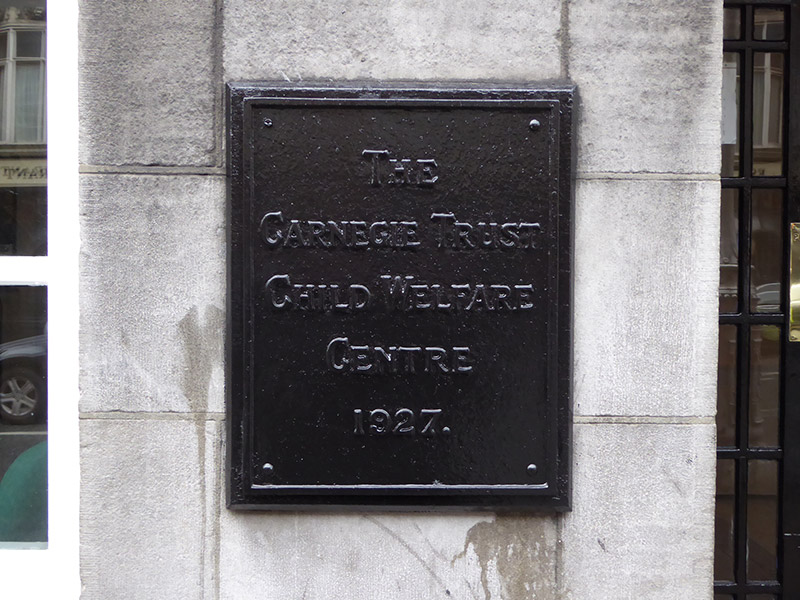 The
Carnegie Trust
Child Welfare
Centre
1927.